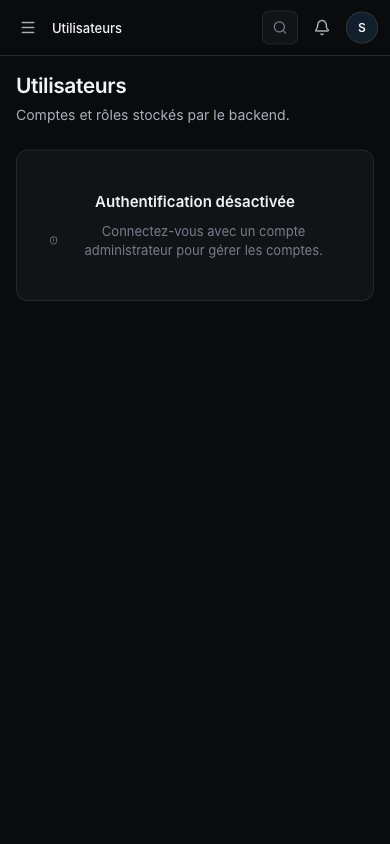 Utilisateurs
S
Utilisateurs
Comptes et rôles stockés par le backend.
Authentification désactivée
Connectez-vous avec un compte
administrateur pour gérer les comptes.